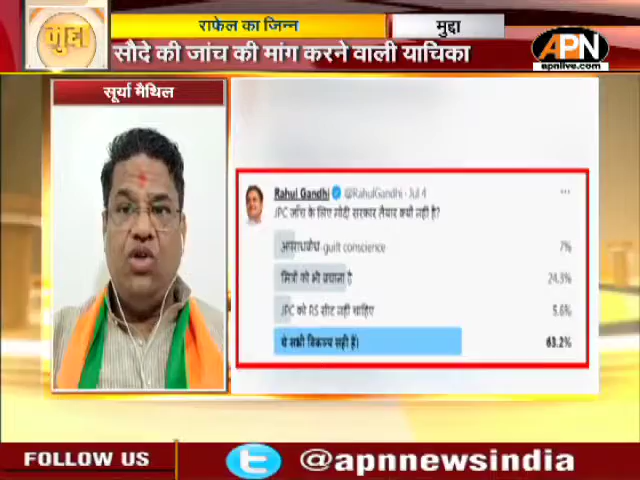 राफेल का जिन्न
मुद्दा
मुद्दा
सौदे की जांच की मांग करने वाली याचिका
APN
apnlive.com
सूर्या मैथिल
Rahul Gandhi @RahulGandhi · Jul 4
JPC जाँच के लिए मोदी सरकार तैयार क्यों नहीं है?
अपराधबोध-guilt conscience 7%
मित्रों को भी बचाना है 24.3%
JPC को RS सीट नहीं चाहिए 5.6%
ये सभी विकल्प सही हैं। 63.2%
FOLLOW US
@apnnewsindia